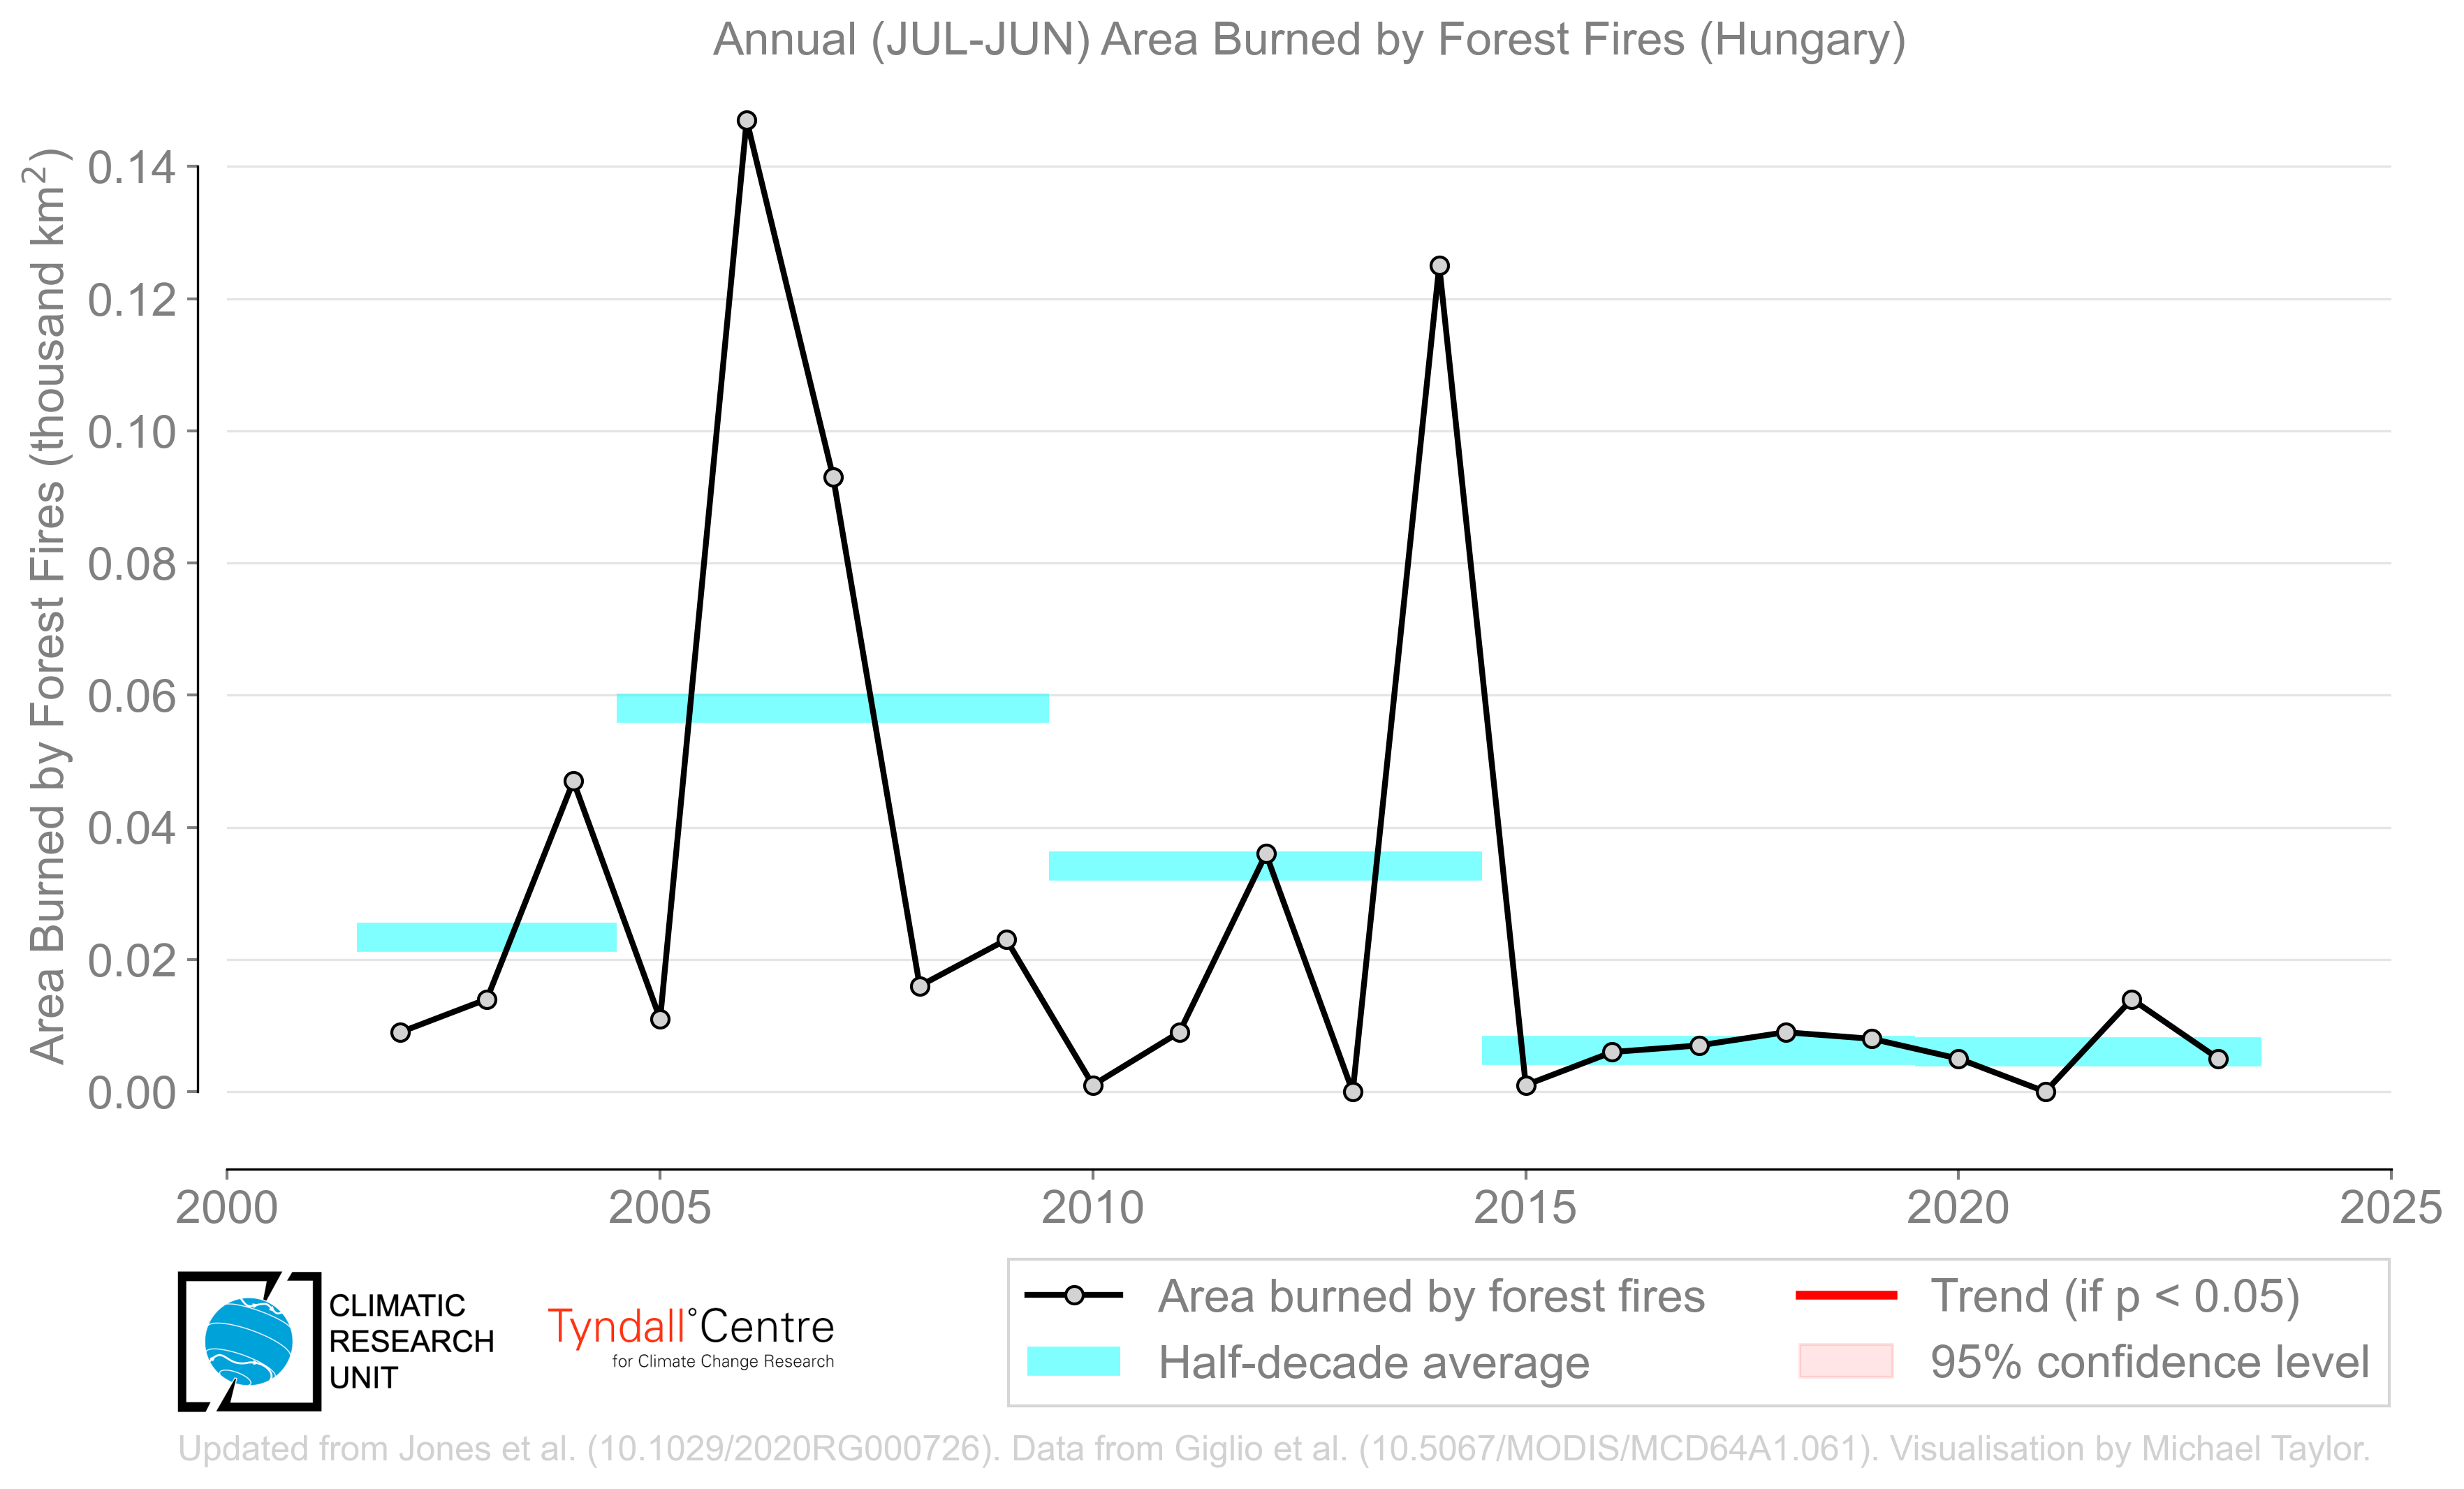 Annual (JUL-JUN) Area Burned by Forest Fires (Hungary)
Area Burned by Forest Fires (thousand km²)
0.14
0.12
0.10
0.08
0.06
0.04
0.02
0.00
2000 2005 2010 2015 2020 2025
CLIMATIC
RESEARCH
UNIT
Tyndall°Centre
for Climate Change Research
Area burned by forest fires
Half-decade average
Trend (if p < 0.05)
95% confidence level
Updated from Jones et al. (10.1029/2020RG000726). Data from Giglio et al. (10.5067/MODIS/MCD64A1.061). Visualisation by Michael Taylor.